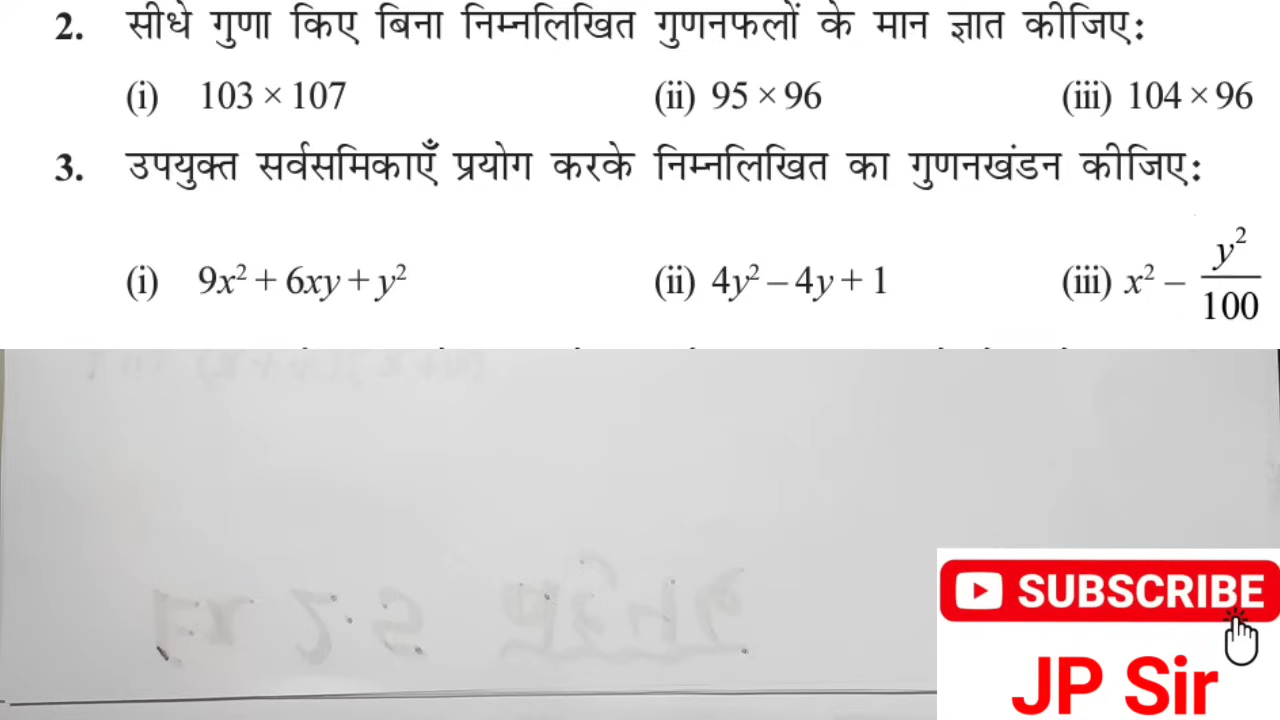 2. सीधे गुणा किए बिना निम्नलिखित गुणनफलों के मान ज्ञात कीजिए:
(i) 103 × 107 (ii) 95 × 96 (iii) 104 × 96
3. उपयुक्त सर्वसमिकाएँ प्रयोग करके निम्नलिखित का गुणनखंडन कीजिए:
(i) 9x² + 6xy + y² (ii) 4y² – 4y + 1 (iii) x² – y²/100
SUBSCRIBE
JP Sir